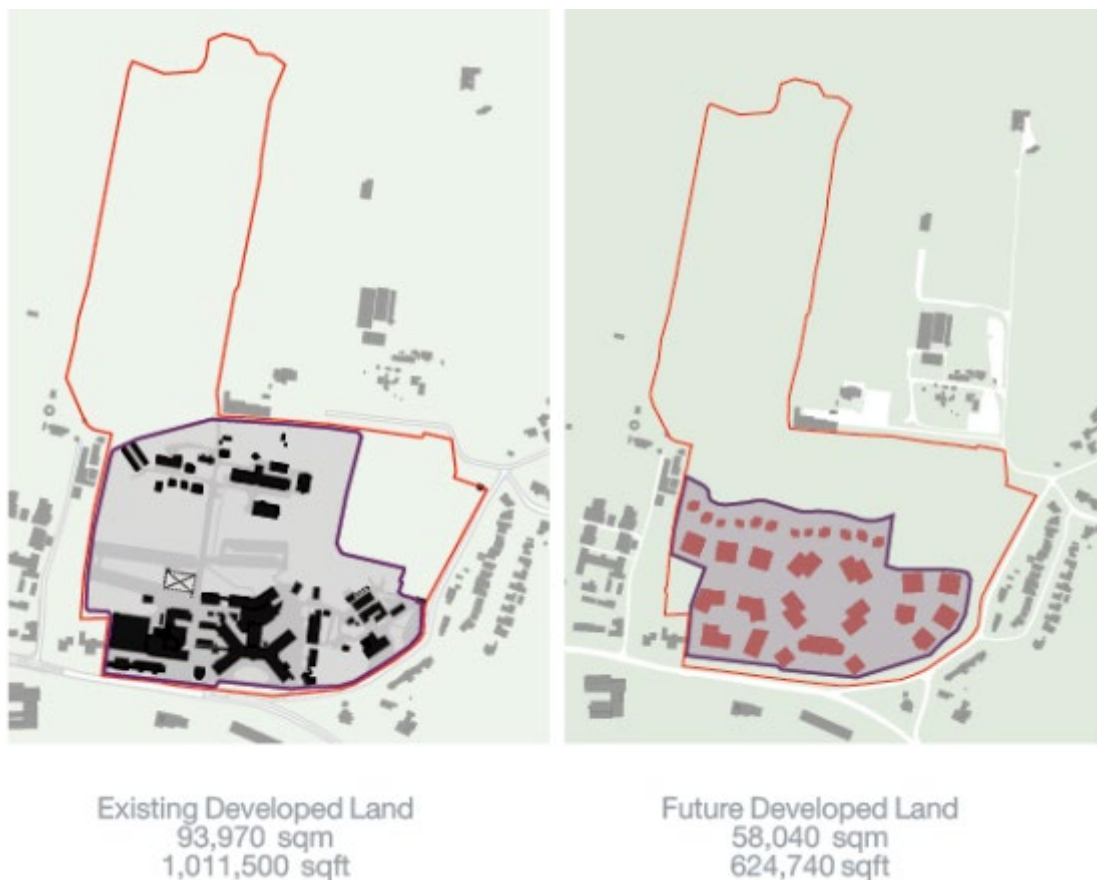 Existing Developed Land
93,970 sqm
1,011,500 sqft
Future Developed Land
58,040 sqm
624,740 sqft